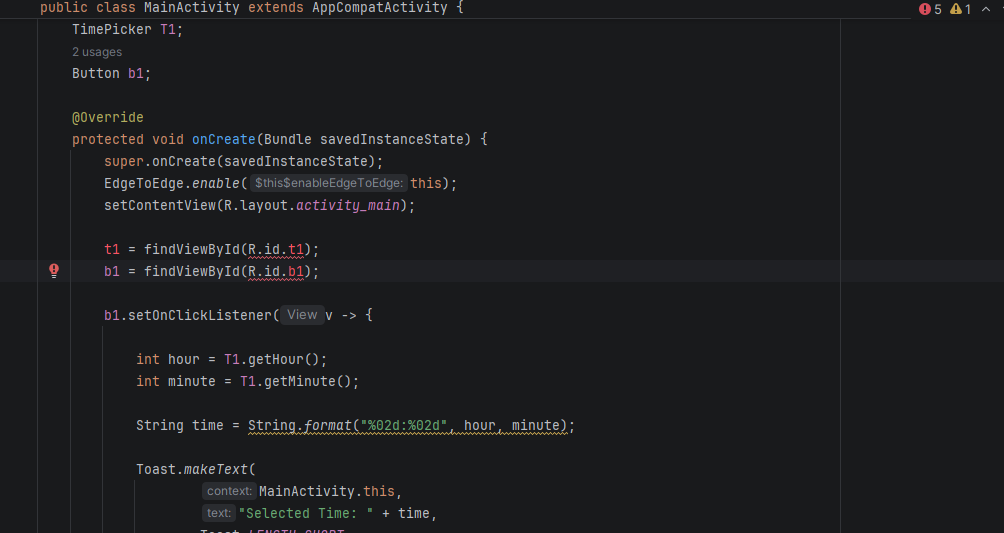 public class MainActivity extends AppCompatActivity {
5 1
TimePicker T1;
2 usages
Button b1;
@Override
protected void onCreate(Bundle savedInstanceState) {
super.onCreate(savedInstanceState);
EdgeToEdge.enable( $this$enableEdgeToEdge: this);
setContentView(R.layout.activity_main);
t1 = findViewById(R.id.t1);
b1 = findViewById(R.id.b1);
b1.setOnClickListener( View v -> {
int hour = T1.getHour();
int minute = T1.getMinute();
String time = String.format("%02d:%02d", hour, minute);
Toast.makeText(
context: MainActivity.this,
text: "Selected Time: " + time,
Toast.LENGTH_SHORT